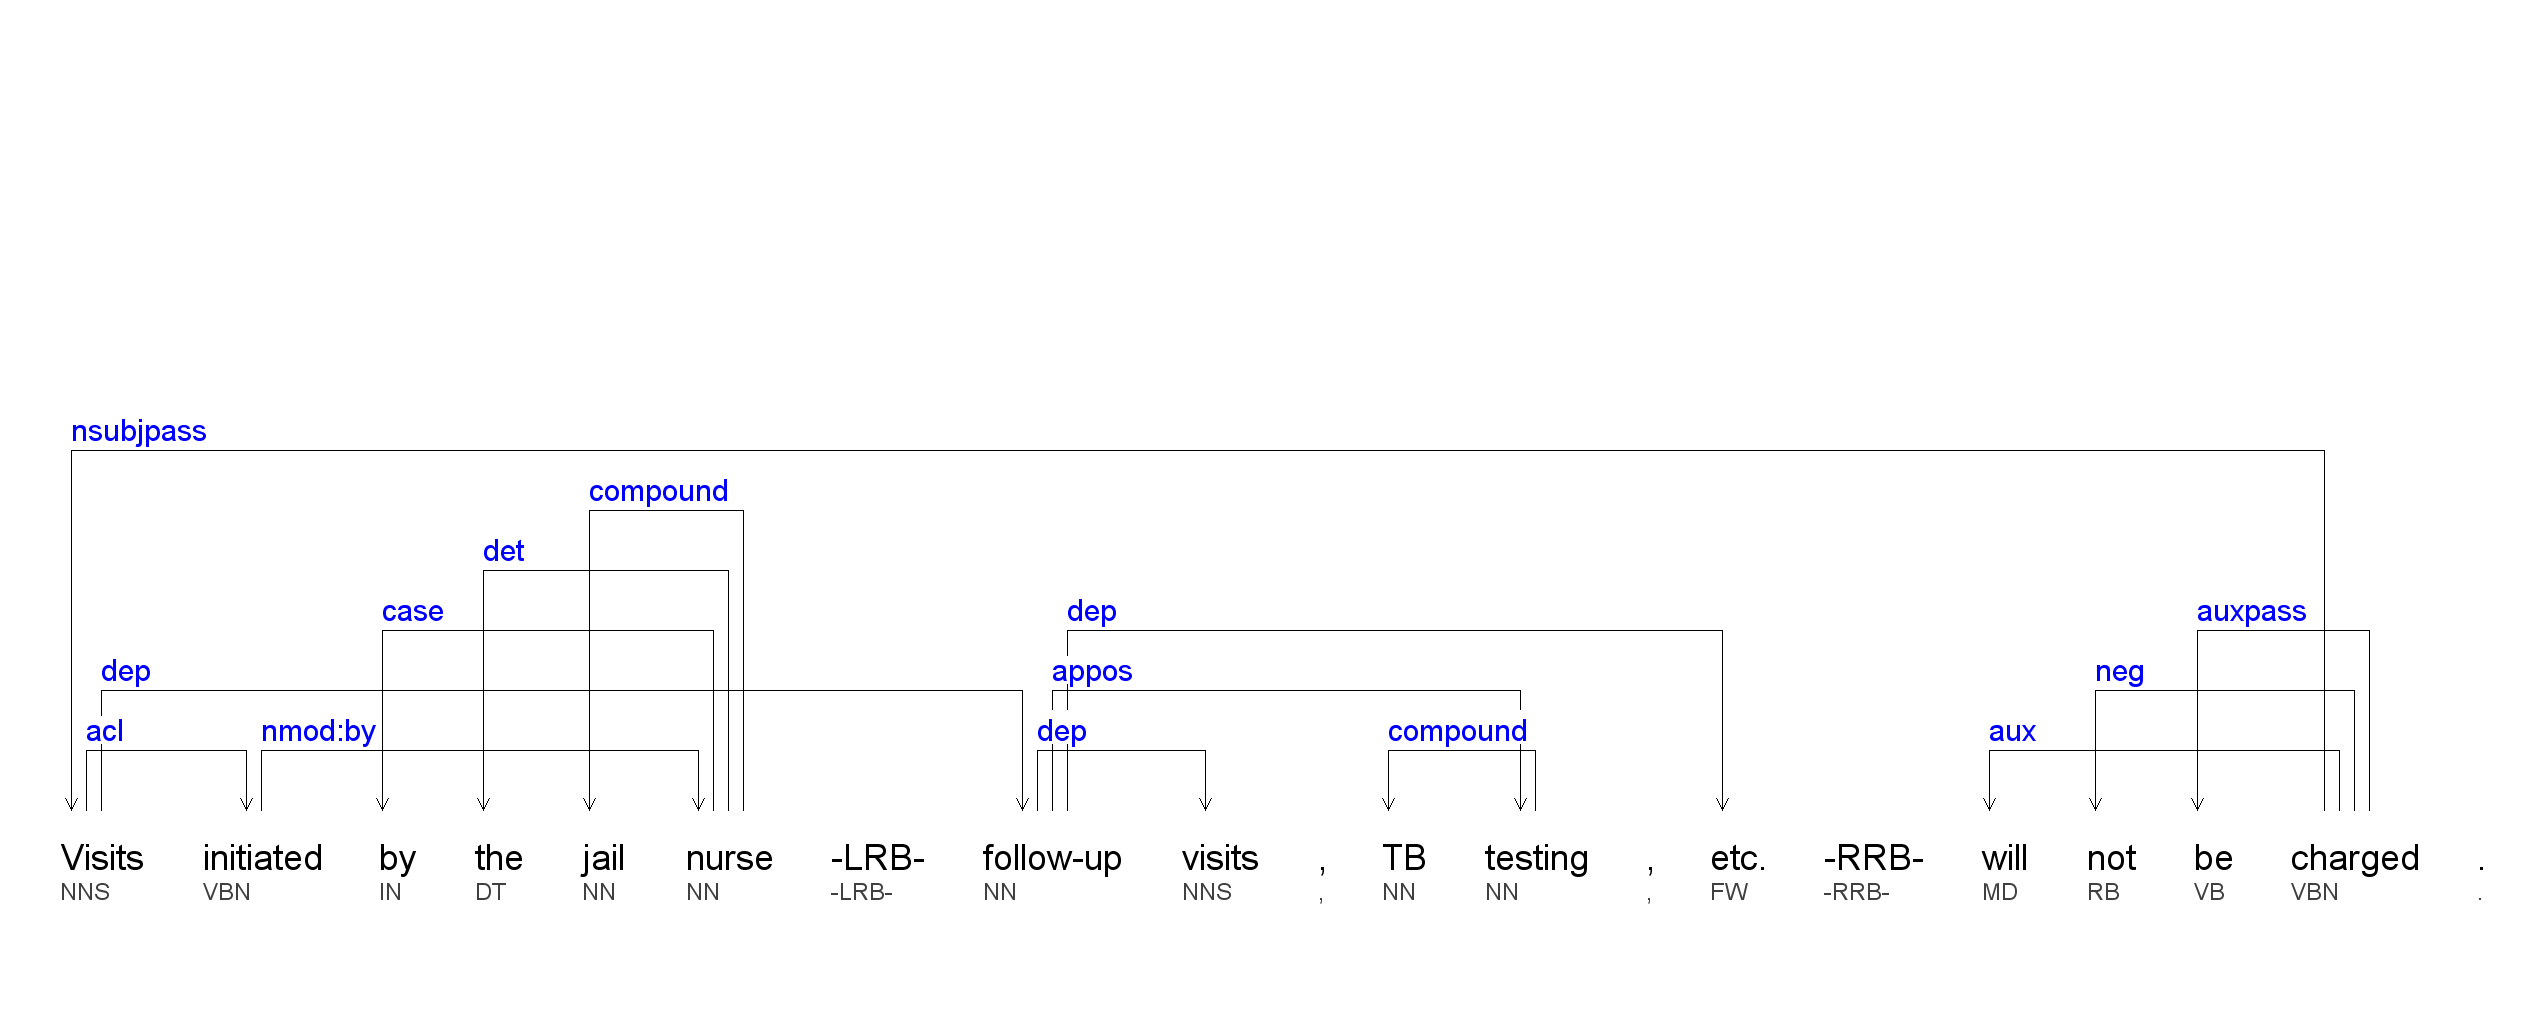 nsubjpass
compound
det
case dep auxpass
dep appos neg
acl nmod:by dep compound aux
Visits initiated by the jail nurse -LRB- follow-up visits , TB testing , etc. -RRB- will not be charged .
NNS VBN IN DT NN NN -LRB- NN NNS , NN NN , FW -RRB- MD RB VB VBN .